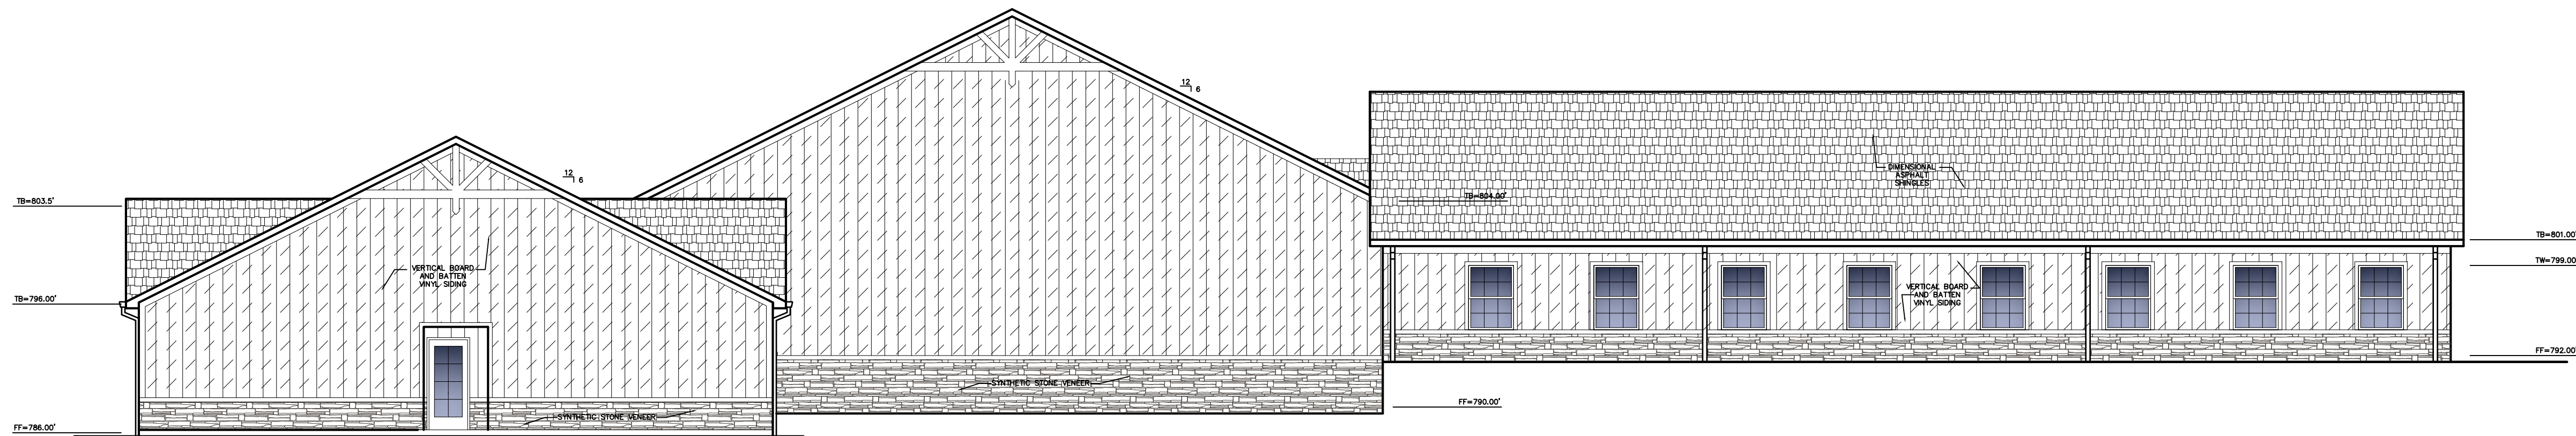 12
6
12
6
DIMENSIONAL
ASPHALT
SHINGLES
TB=803.5'
TB=804.00'
TB=801.00'
VERTICAL BOARD
AND BATTEN
VINYL SIDING
TW=799.00'
VERTICAL BOARD
AND BATTEN
VINYL SIDING
TB=796.00'
FF=792.00'
SYNTHETIC STONE VENEER
FF=790.00'
SYNTHETIC STONE VENEER
FF=786.00'